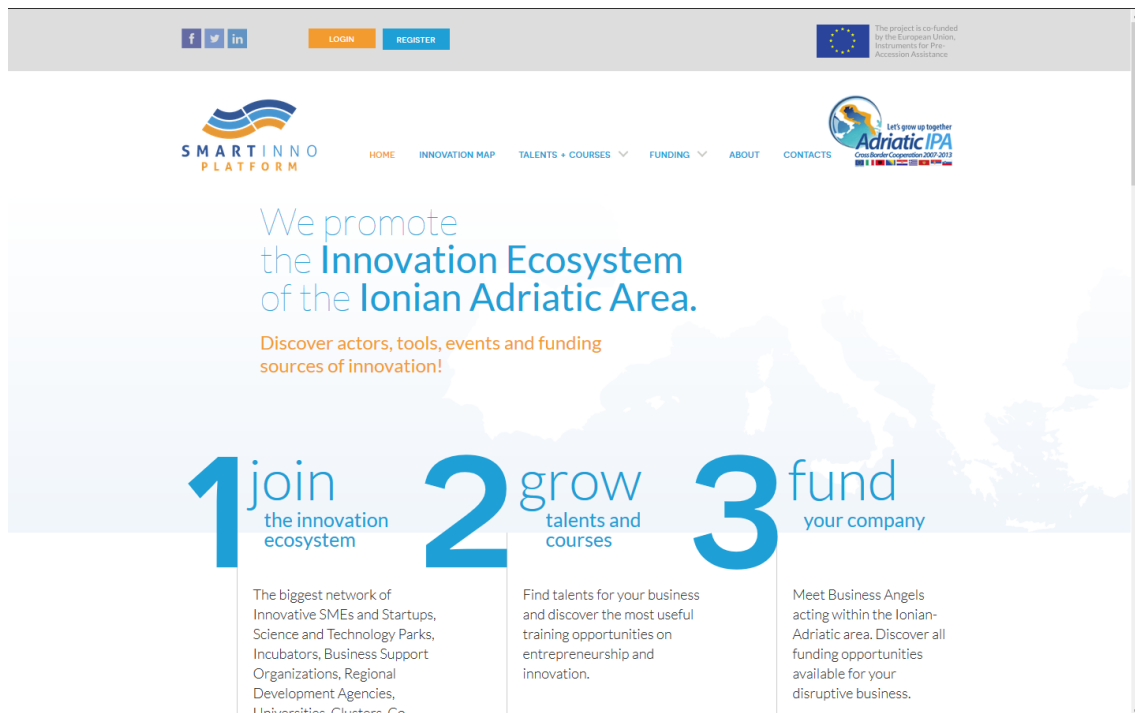 f in
LOGIN
REGISTER
The project is co-funded
by the European Union,
Instruments for Pre-
Accession Assistance
SMARTINNO
PLATFORM
HOME
INNOVATION MAP
TALENTS + COURSES
FUNDING
ABOUT
CONTACTS
Let's grow up together
Adriatic IPA
Cross Border Cooperation 2007-2013
We promote
the Innovation Ecosystem
of the Ionian Adriatic Area.
Discover actors, tools, events and funding
sources of innovation!
1 join
the innovation
ecosystem
The biggest network of
Innovative SMEs and Startups,
Science and Technology Parks,
Incubators, Business Support
Organizations, Regional
Development Agencies,
Universities, Clusters, Co
2 grow
talents and
courses
Find talents for your business
and discover the most useful
training opportunities on
entrepreneurship and
innovation.
3 fund
your company
Meet Business Angels
acting within the Ionian-
Adriatic area. Discover all
funding opportunities
available for your
disruptive business.